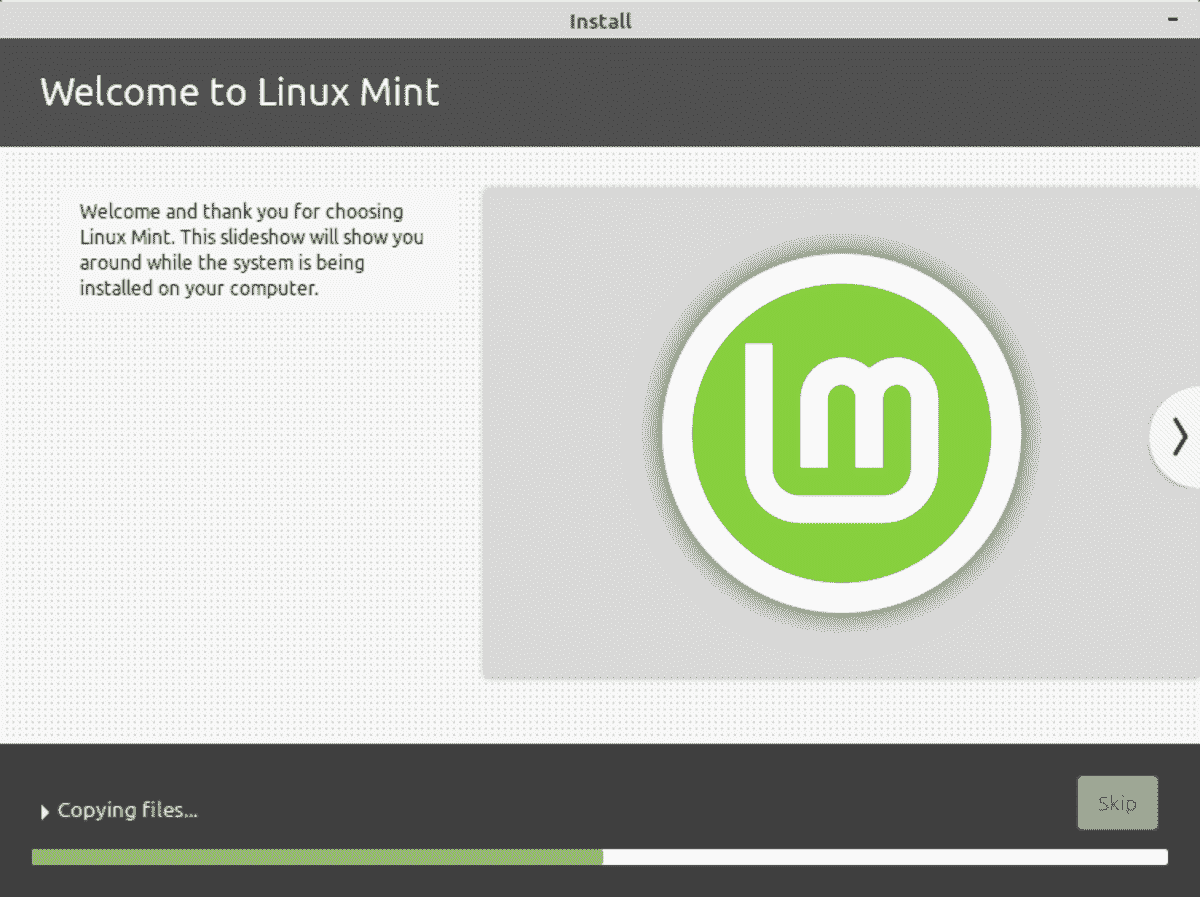 Install
Welcome to Linux Mint
Welcome and thank you for choosing
Linux Mint. This slideshow will show you
around while the system is being
installed on your computer.
lm
Copying files...
Skip